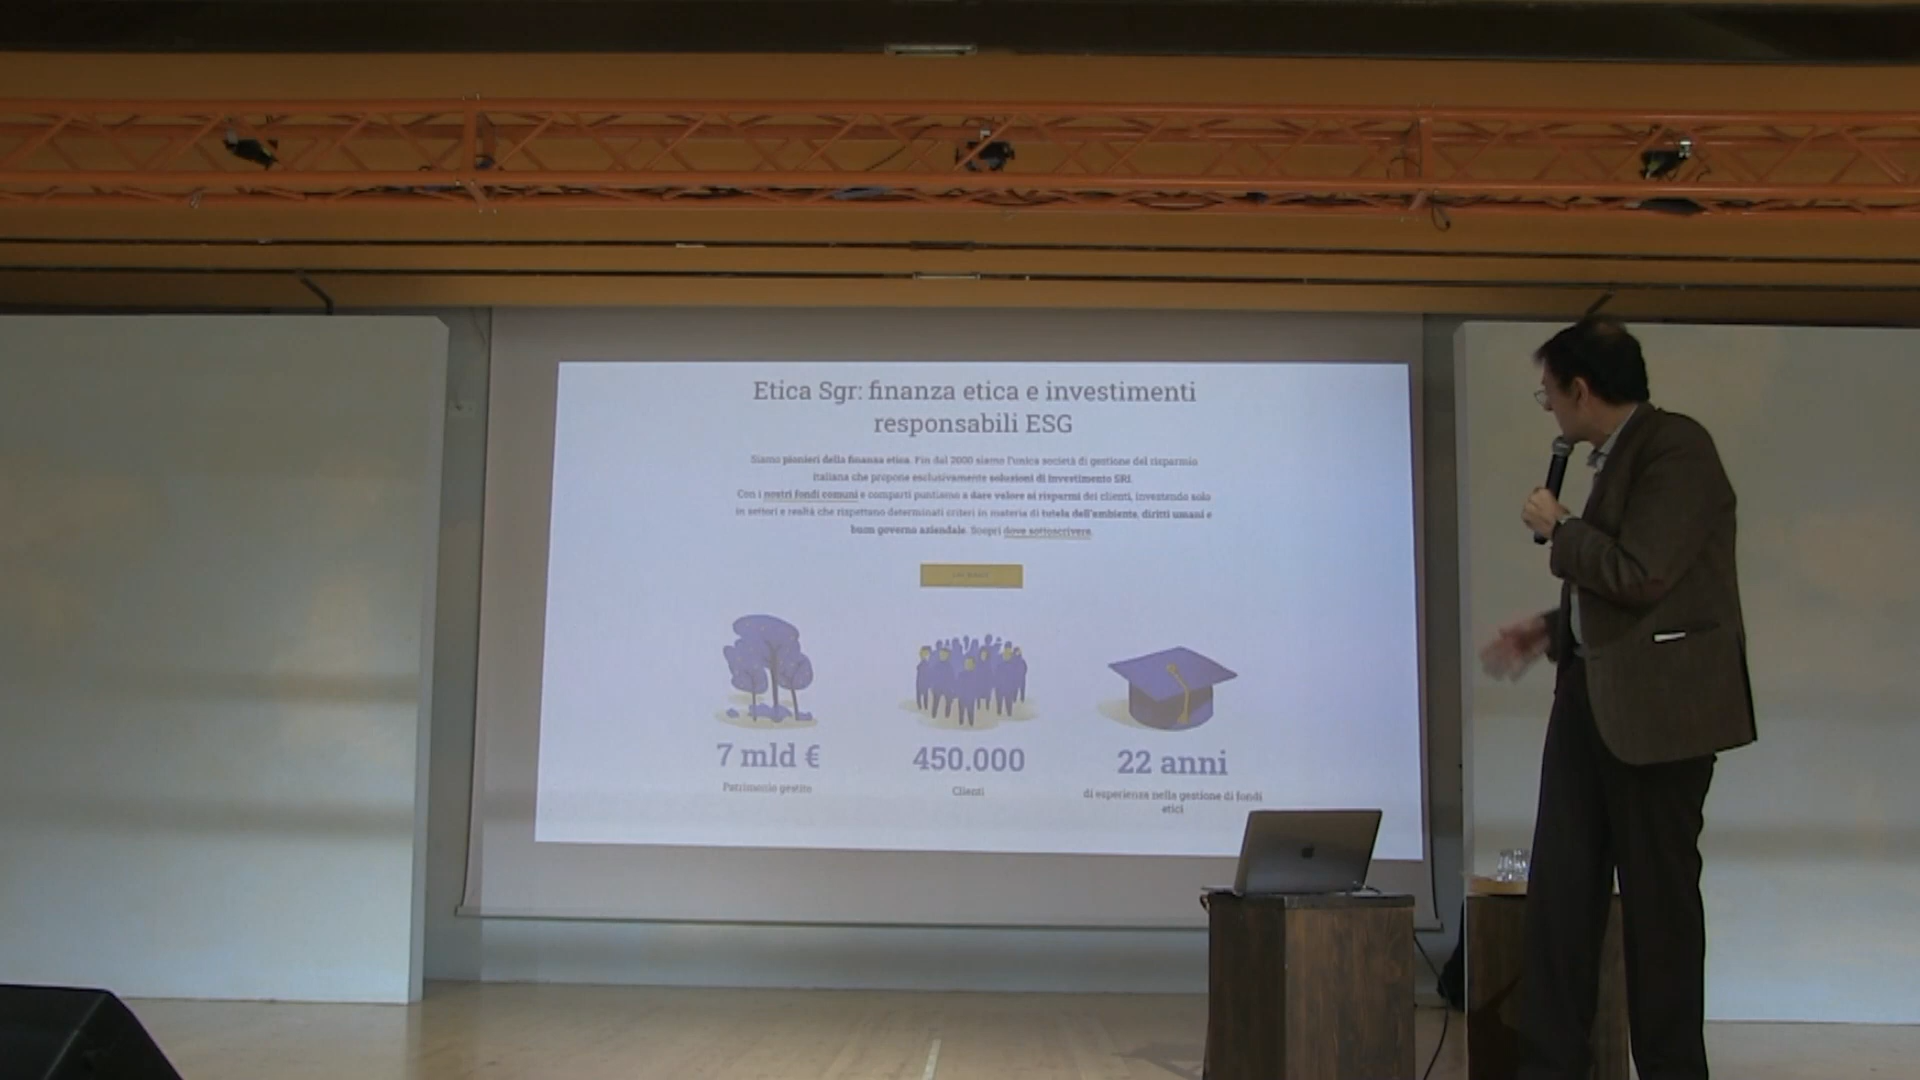 Etica Sgr: finanza etica e investimenti
responsabili ESG
Siamo pionieri della finanza etica. Fin dal 2000 siamo l'unica società di gestione del risparmio
italiana che propone esclusivamente soluzioni di investimento SRI.
Con i nostri fondi comuni e comparti puntiamo a dare valore ai risparmi dei clienti, investendo solo
in settori e realtà che rispettano determinati criteri in materia di tutela dell'ambiente, diritti umani e
buon governo aziendale. Scopri dove sottoscrivere.
7 mld €
450.000
22 anni
Patrimonio gestito
Clienti
di esperienza nella gestione di fondi
etici